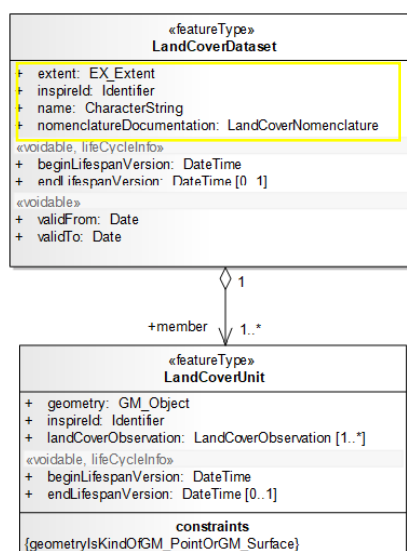 «featureType»
LandCoverDataset
+ extent: EX_Extent
+ inspireId: Identifier
+ name: CharacterString
+ nomenclatureDocumentation: LandCoverNomenclature
«voidable, lifeCycleInfo»
+ beginLifespanVersion: DateTime
+ endLifespanVersion: DateTime [0..1]
«voidable»
+ validFrom: Date
+ validTo: Date
1
+member 1..*
«featureType»
LandCoverUnit
+ geometry: GM_Object
+ inspireId: Identifier
+ landCoverObservation: LandCoverObservation [1..*]
«voidable, lifeCycleInfo»
+ beginLifespanVersion: DateTime
+ endLifespanVersion: DateTime [0..1]
constraints
{geometryIsKindOfGM_PointOrGM_Surface}